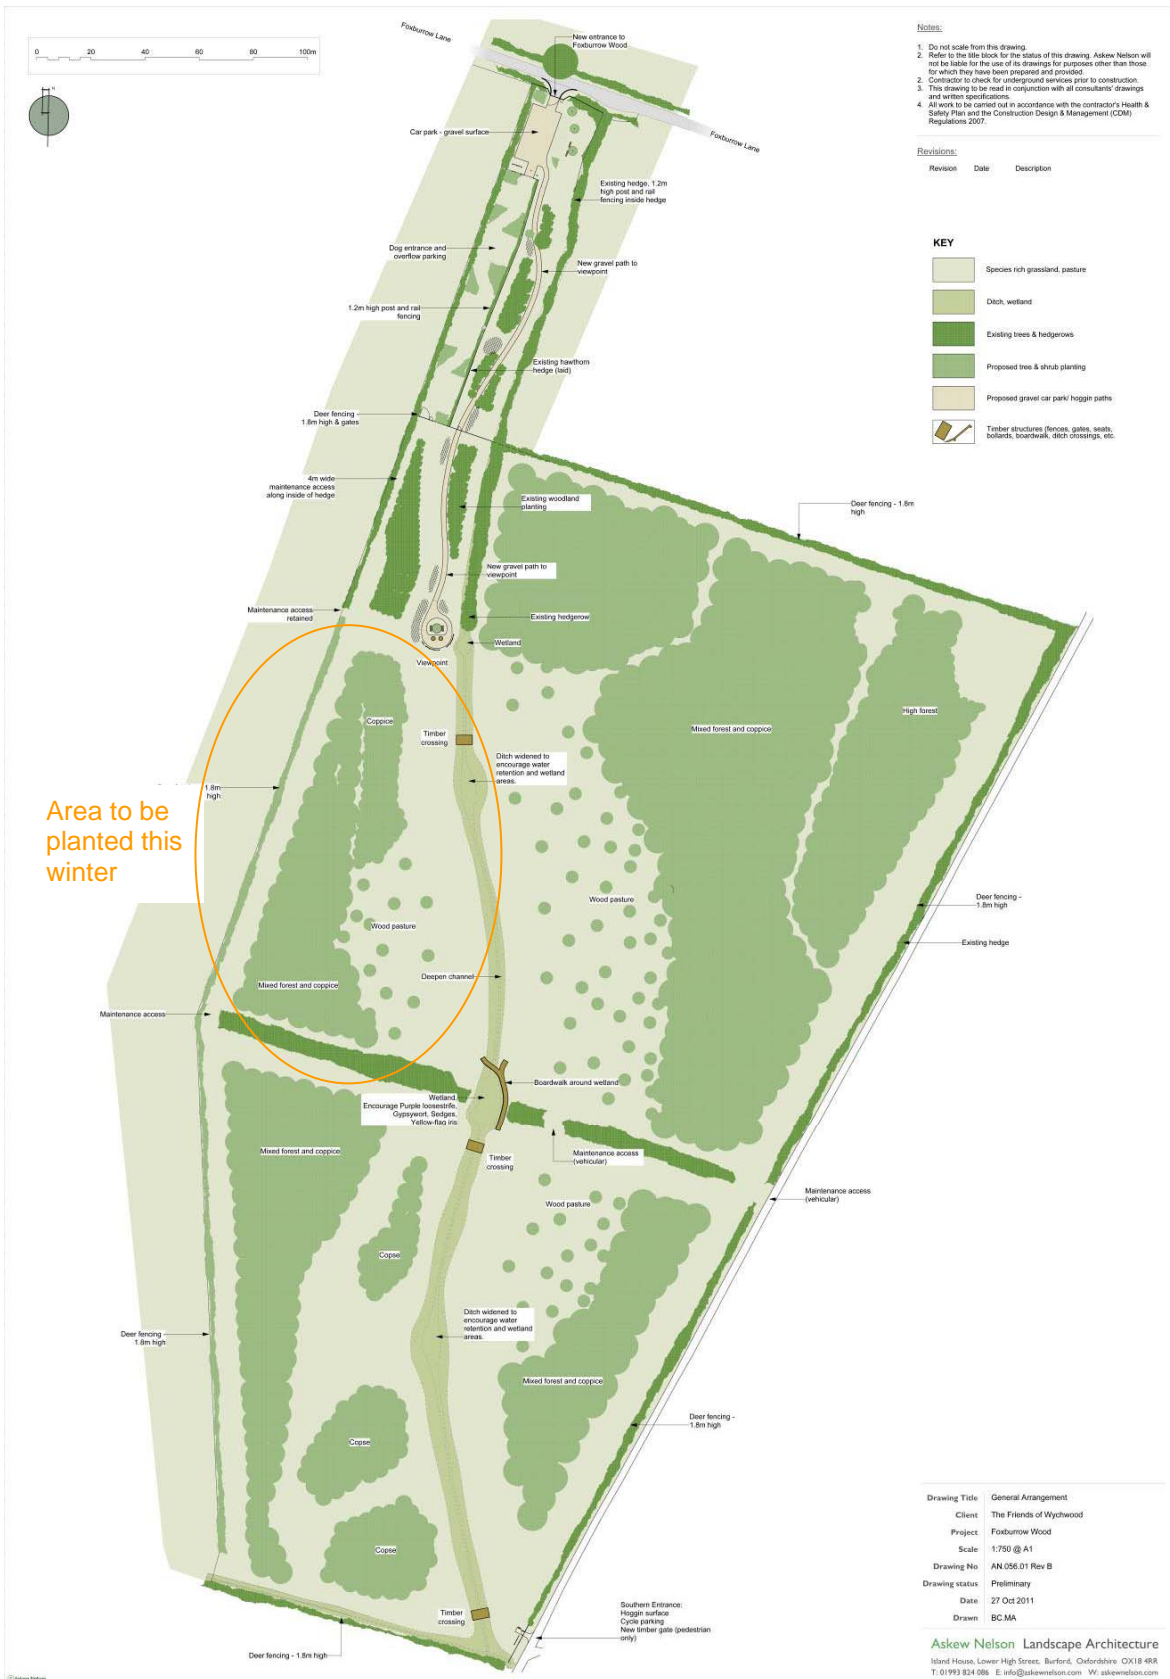 0 20 40 60 80 100m
N
Foxburrow Lane
New entrance to
Foxburrow Wood
Car park - gravel surface
Foxburrow Lane
Existing hedge, 1.2m
high post and rail
fencing inside hedge
Dog entrance and
overflow parking
New gravel path to
viewpoint
1.2m high post and rail
fencing
Existing hawthorn
hedge (laid)
Deer fencing -
1.8m high & gates
4m wide
maintenance access
along inside of hedge
Existing woodland
planting
Deer fencing - 1.8m
high
New gravel path to
viewpoint
Maintenance access
retained
Existing hedgerow
Wetland
Viewpoint
Coppice
High forest
Mixed forest and coppice
Timber
crossing
Ditch widened to
encourage water
retention and wetland
areas.
1.8m
high
Area to be
planted this
winter
Wood pasture
Wood pasture
Deer fencing -
1.8m high
Existing hedge
Deepen channel
Mixed forest and coppice
Maintenance access
Boardwalk around wetland
Wetland,
Encourage Purple loosestrife,
Gypsywort, Sedges,
Yellow-flag iris
Mixed forest and coppice
Timber
crossing
Maintenance access
(vehicular)
Maintenance access
(vehicular)
Wood pasture
Copse
Ditch widened to
encourage water
retention and wetland
areas.
Deer fencing -
1.8m high
Mixed forest and coppice
Deer fencing -
1.8m high
Copse
Copse
Timber
crossing
Southern Entrance:
Hoggin surface
Cycle parking
New timber gate (pedestrian
only)
Deer fencing - 1.8m high
Notes:
1. Do not scale from this drawing.
2. Refer to the title block for the status of this drawing. Askew Nelson will
not be liable for the use of its drawings for purposes other than those
for which they have been prepared and provided.
2. Contractor to check for underground services prior to construction.
3. This drawing to be read in conjunction with all consultants' drawings
and written specifications.
4. All work to be carried out in accordance with the contractor's Health &
Safety Plan and the Construction Design & Management (CDM)
Regulations 2007.
Revisions:
Revision Date Description
KEY
Species rich grassland, pasture
Ditch, wetland
Existing trees & hedgerows
Proposed tree & shrub planting
Proposed gravel car park/ hoggin paths
Timber structures (fences, gates, seats,
bollards, boardwalk, ditch crossings, etc.
Drawing Title General Arrangement
Client The Friends of Wychwood
Project Foxburrow Wood
Scale 1:750 @ A1
Drawing No AN.056.01 Rev B
Drawing status Preliminary
Date 27 Oct 2011
Drawn BC.MA
Askew Nelson Landscape Architecture
Island House, Lower High Street, Burford, Oxfordshire OX18 4RR
T: 01993 824 086 E: info@askewnelson.com W: askewnelson.com